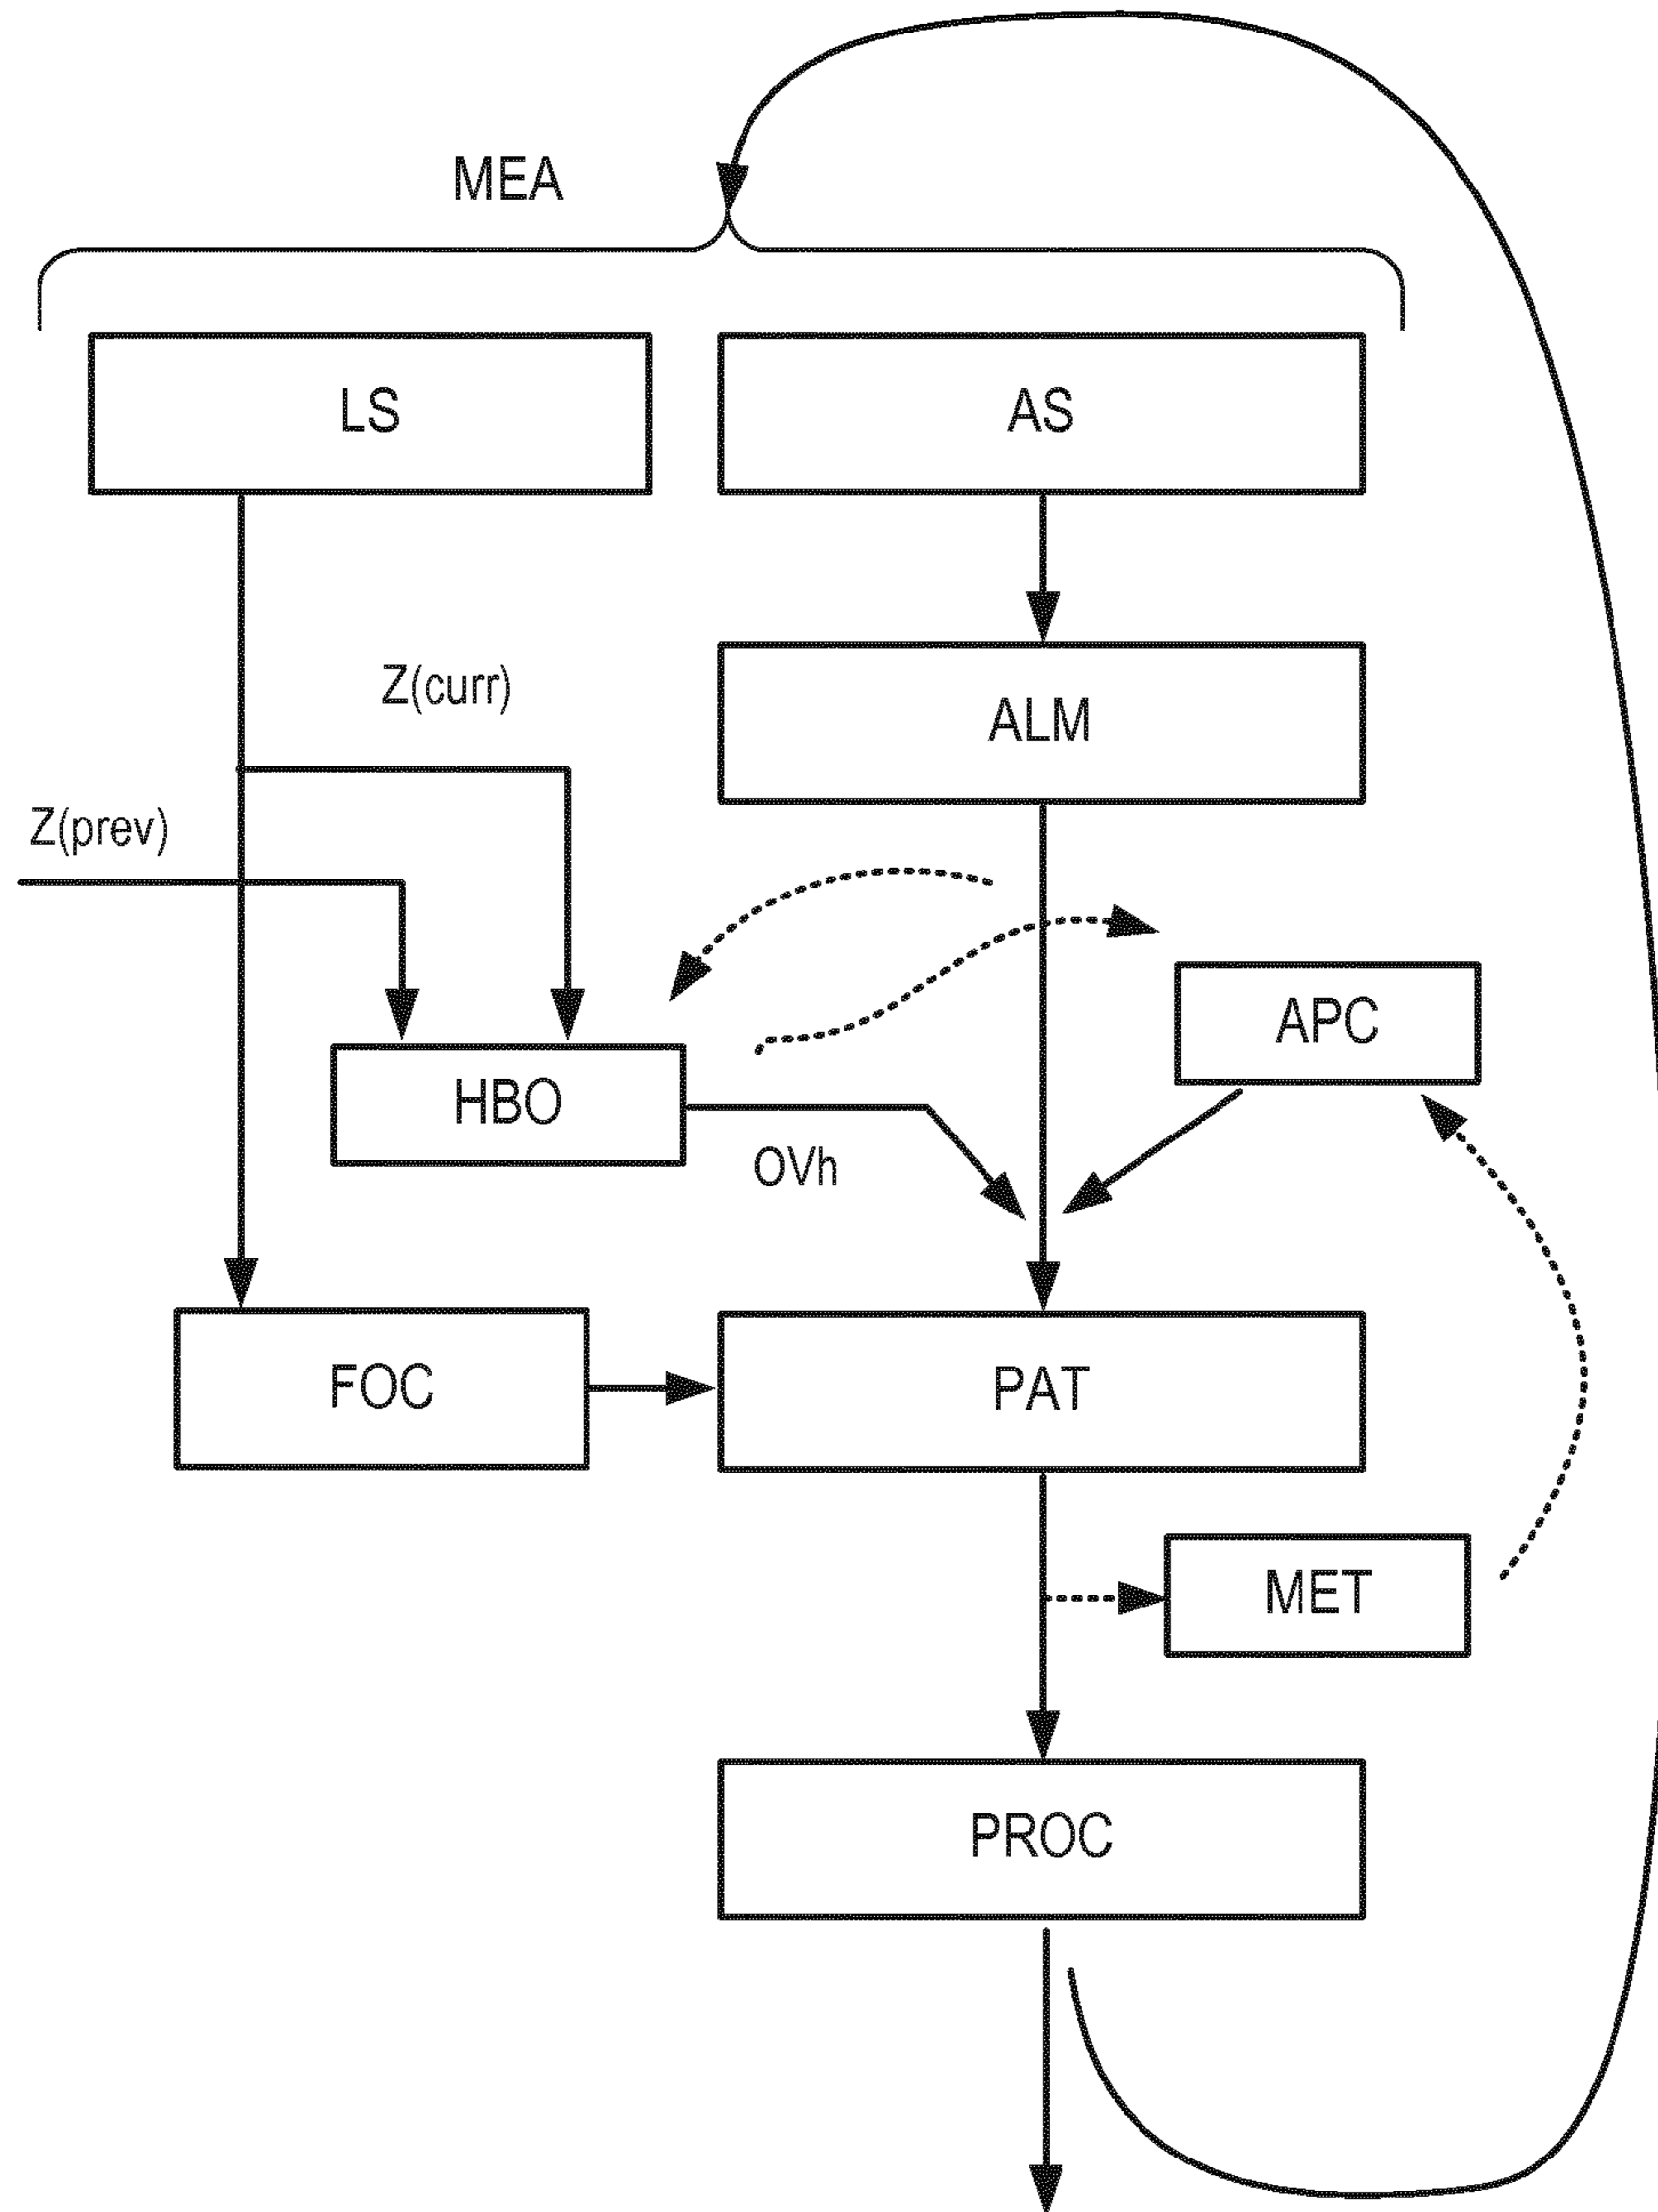 MEA
LS
AS
Z(curr)
ALM
Z(prev)
APC
HBO
OVh
FOC
PAT
MET
PROC